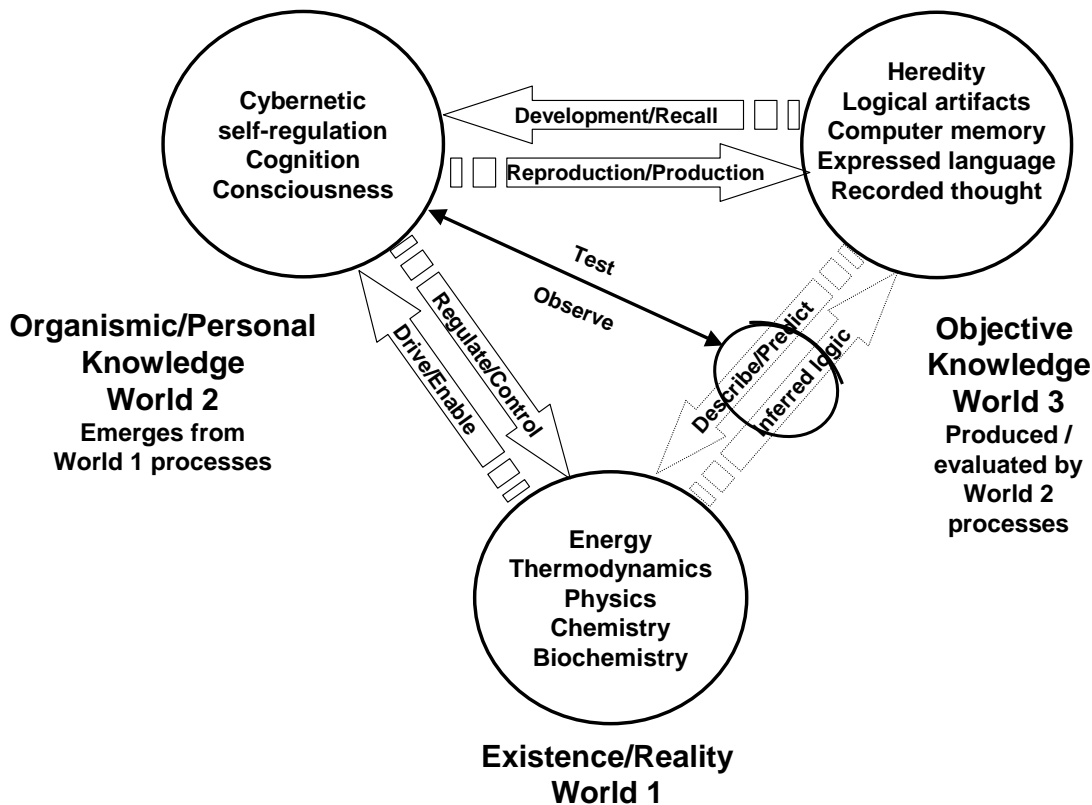 Cybernetic
self-regulation
Cognition
Consciousness
Development/Recall
Reproduction/Production
Heredity
Logical artifacts
Computer memory
Expressed language
Recorded thought
Test
Observe
Organismic/Personal
Knowledge
World 2
Emerges from
World 1 processes
Drive/Enable
Regulate/Control
Describe/Predict
Inferred logic
Objective
Knowledge
World 3
Produced /
evaluated by
World 2
processes
Energy
Thermodynamics
Physics
Chemistry
Biochemistry
Existence/Reality
World 1